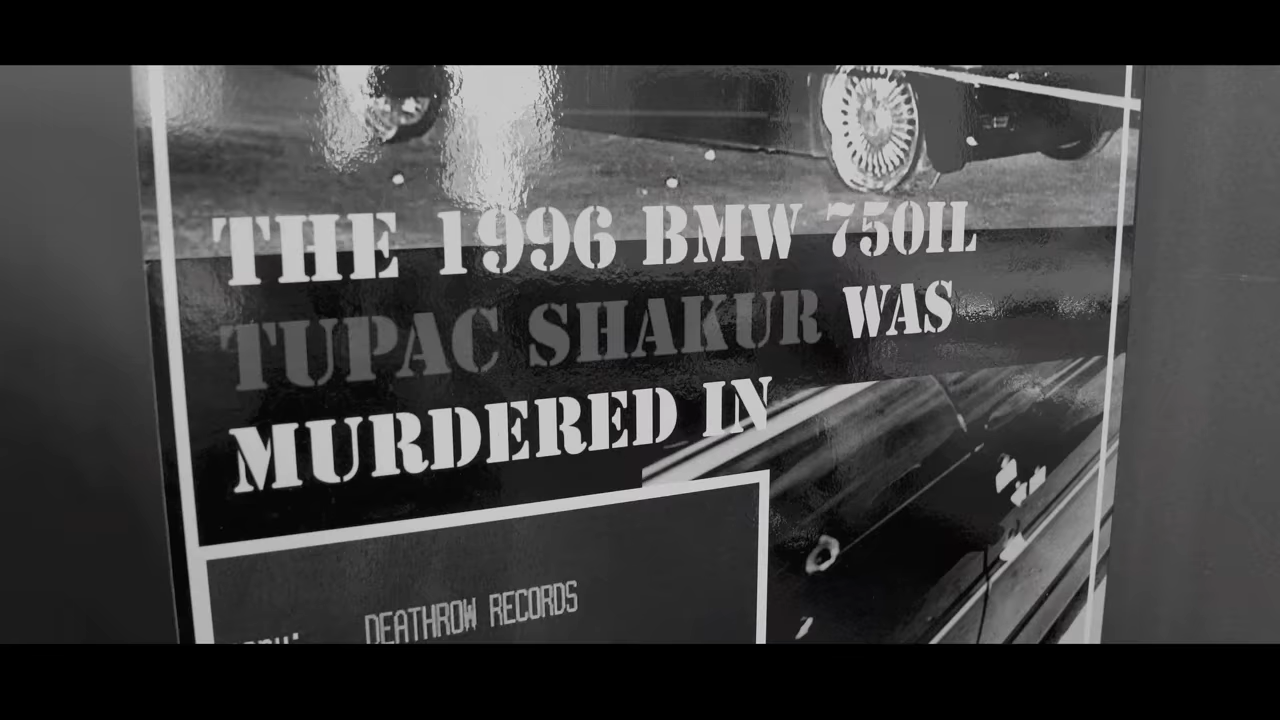 THE 1996 BMW 750IL
TUPAC SHAKUR WAS
MURDERED IN
DEATHROW RECORDS